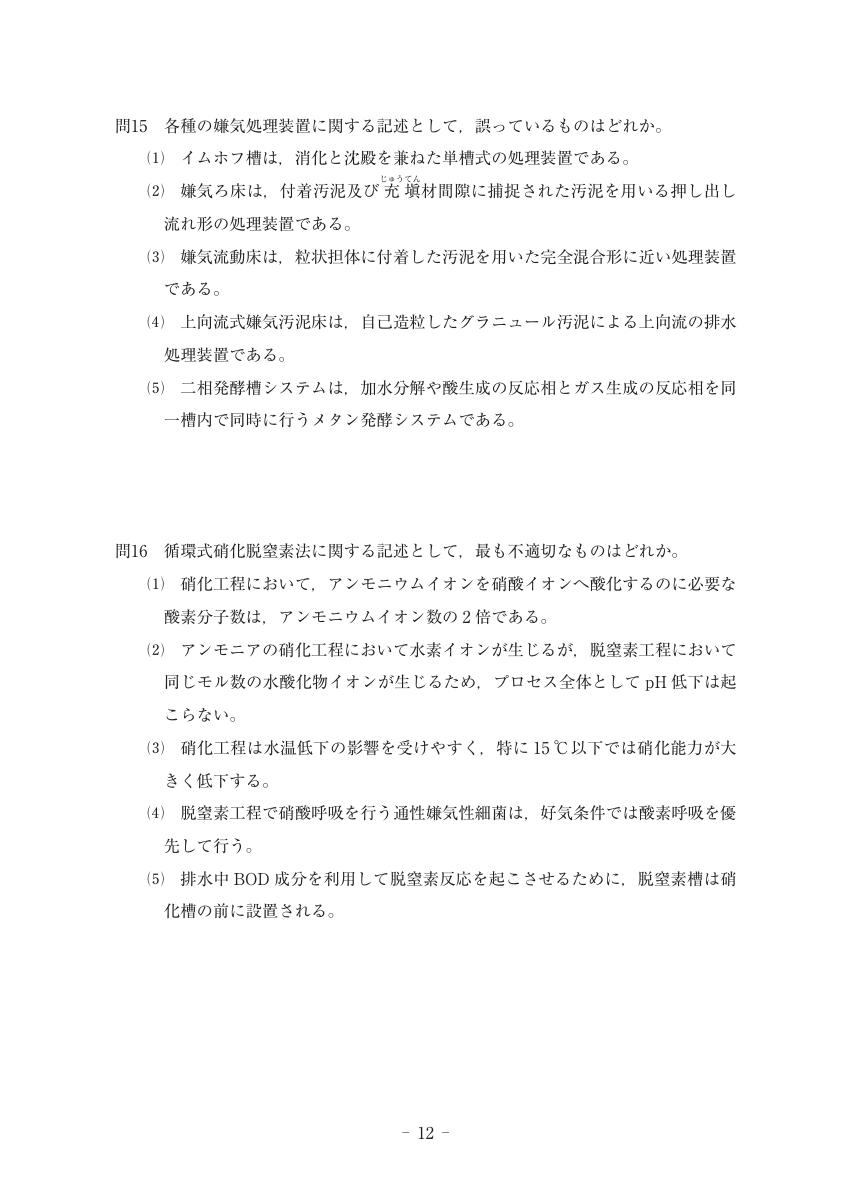 問15 各種の嫌気処理装置に関する記述として，誤っているものはどれか。
⑴ イムホフ槽は，消化と沈殿を兼ねた単槽式の処理装置である。
じゅうてん
⑵ 嫌気ろ床は，付着汚泥及び充塡材間隙に捕捉された汚泥を用いる押し出し
流れ形の処理装置である。
⑶ 嫌気流動床は，粒状担体に付着した汚泥を用いた完全混合形に近い処理装置
である。
⑷ 上向流式嫌気汚泥床は，自己造粒したグラニュール汚泥による上向流の排水
処理装置である。
⑸ 二相発酵槽システムは，加水分解や酸生成の反応相とガス生成の反応相を同
一槽内で同時に行うメタン発酵システムである。
問16 循環式硝化脱窒素法に関する記述として，最も不適切なものはどれか。
⑴ 硝化工程において，アンモニウムイオンを硝酸イオンへ酸化するのに必要な
酸素分子数は，アンモニウムイオン数の２倍である。
⑵ アンモニアの硝化工程において水素イオンが生じるが，脱窒素工程において
同じモル数の水酸化物イオンが生じるため，プロセス全体として pH 低下は起
こらない。
⑶ 硝化工程は水温低下の影響を受けやすく，特に 15 ℃以下では硝化能力が大
きく低下する。
⑷ 脱窒素工程で硝酸呼吸を行う通性嫌気性細菌は，好気条件では酸素呼吸を優
先して行う。
⑸ 排水中 BOD 成分を利用して脱窒素反応を起こさせるために，脱窒素槽は硝
化槽の前に設置される。
－ 12 －